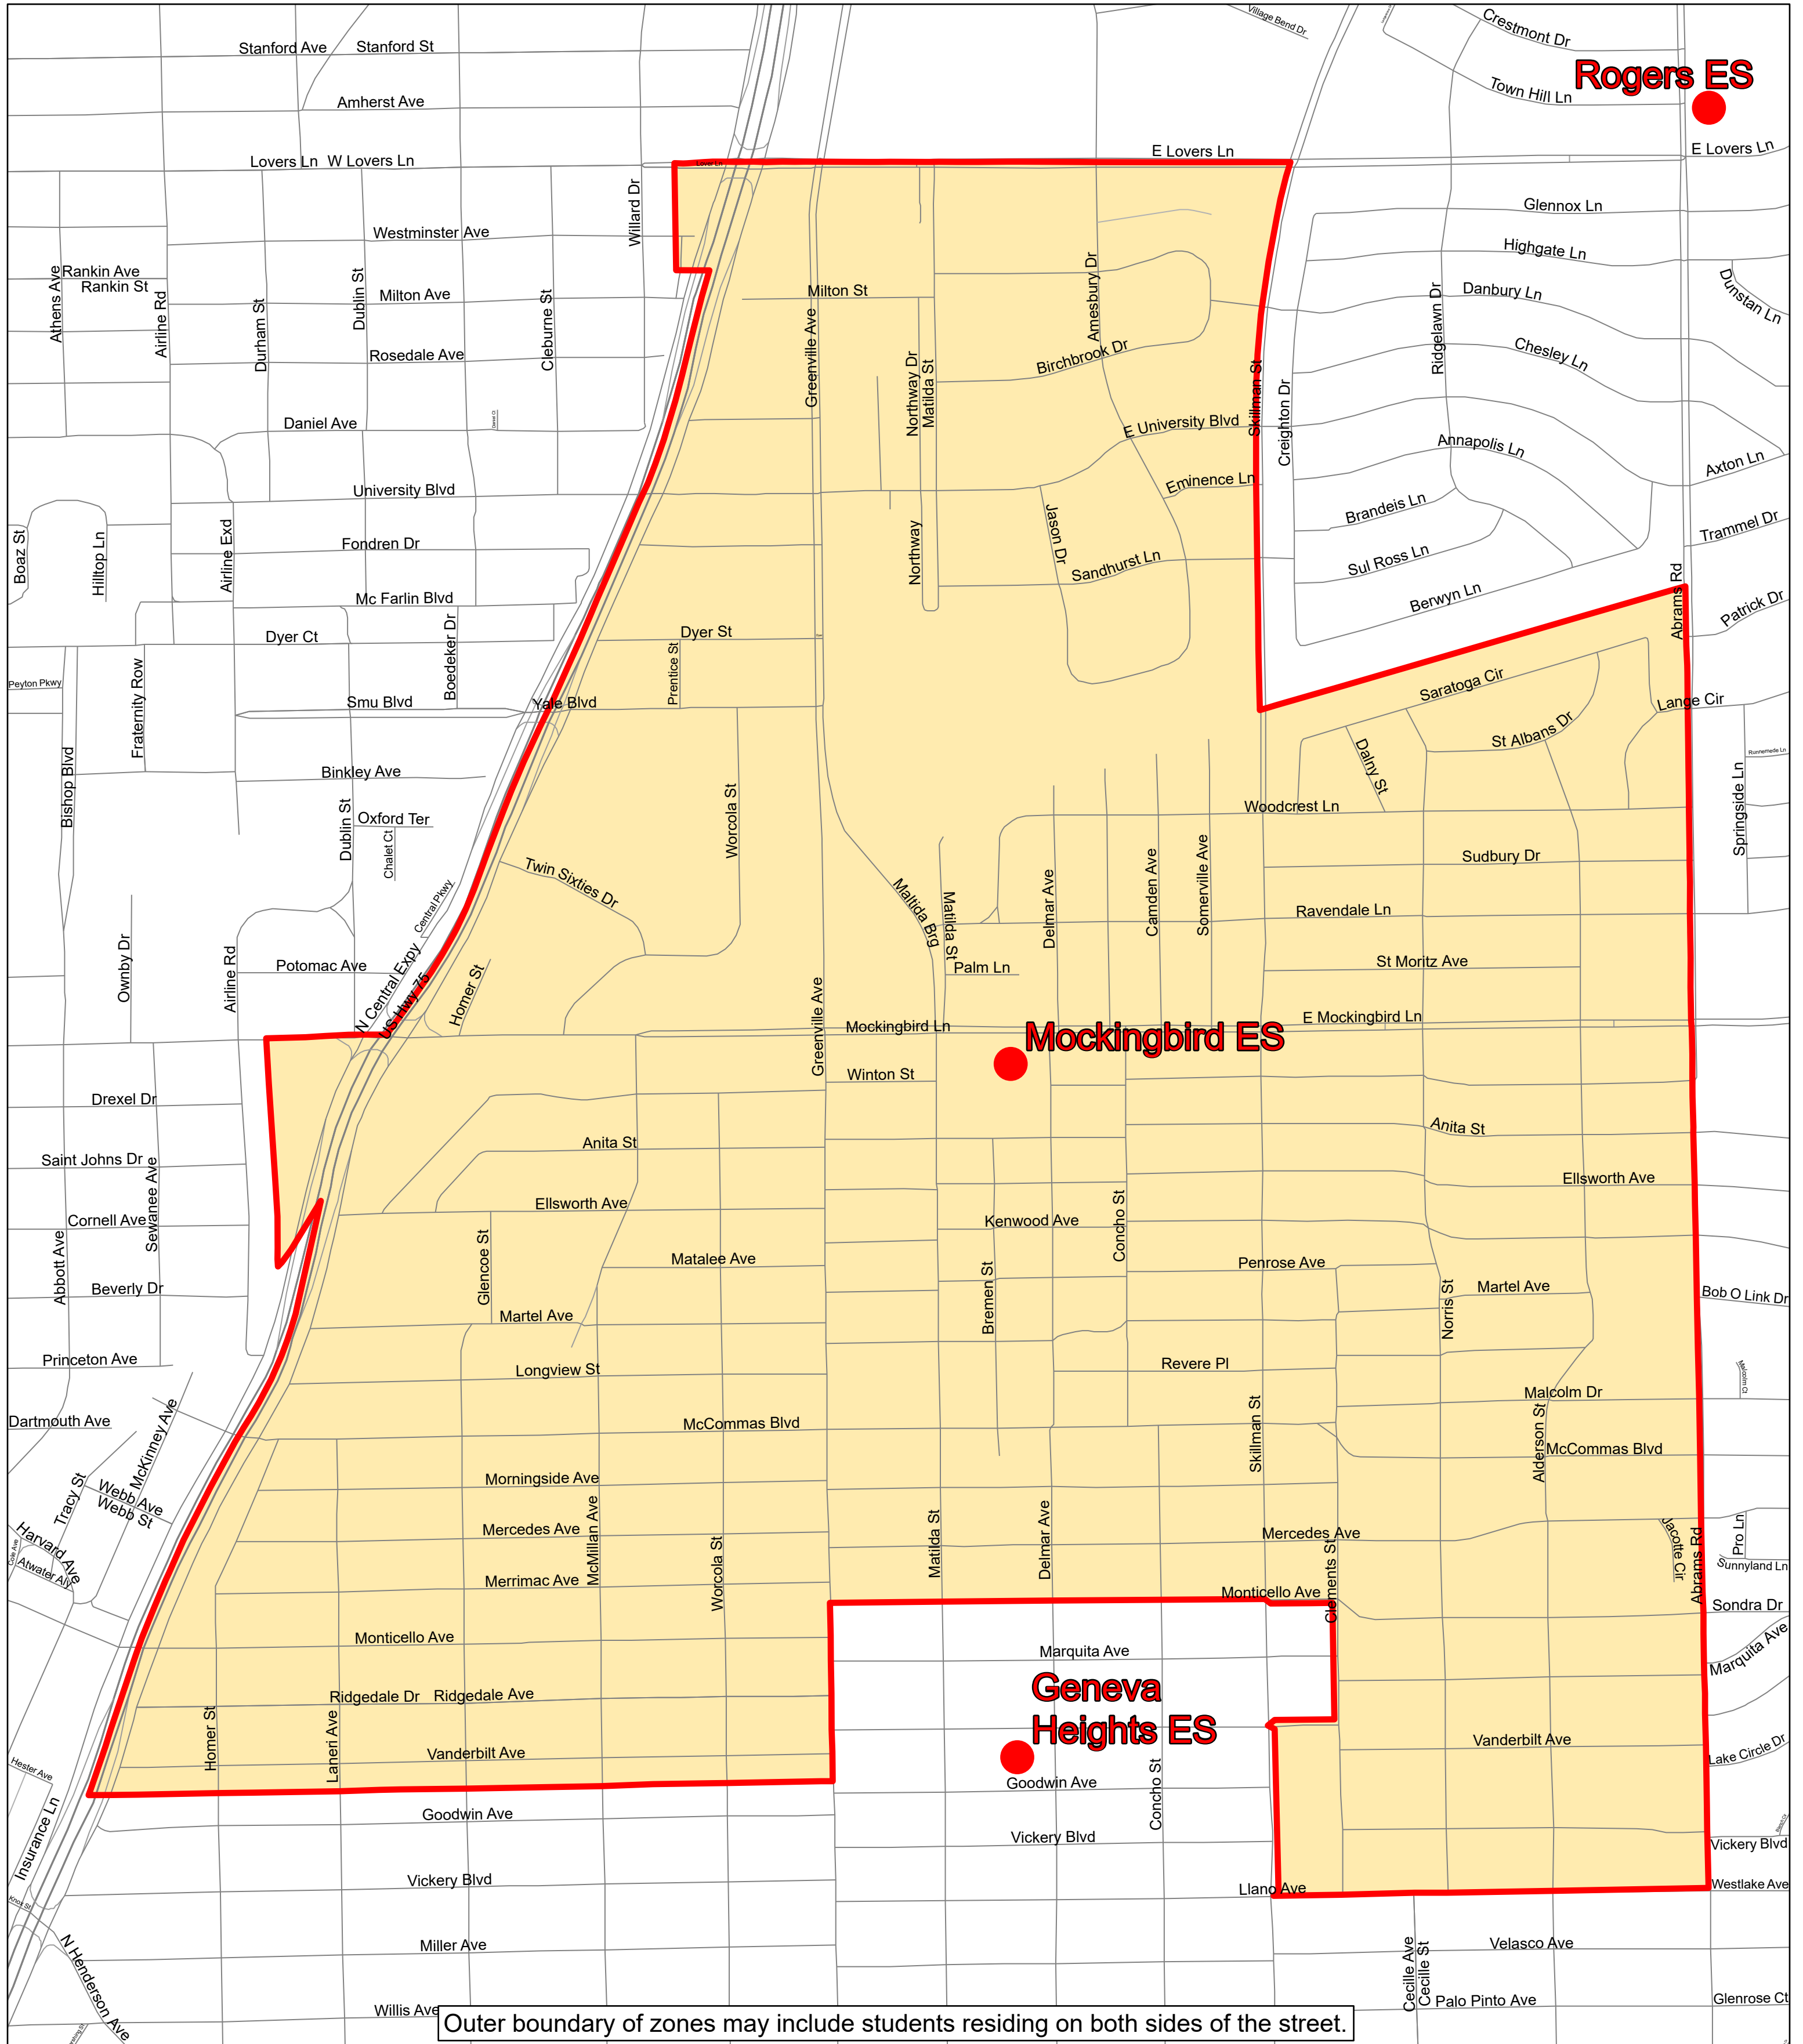 Village Bend Dr
Crestmont Dr
Stanford Ave
Stanford St
Rogers ES
Town Hill Ln
Amherst Ave
E Lovers Ln
E Lovers Ln
Lovers Ln
W Lovers Ln
Lover Ln
Willard Dr
Glennox Ln
Westminster Ave
Highgate Ln
Athens Ave
Rankin Ave
Rankin St
Airline Rd
Durham St
Dublin St
Milton Ave
Cleburne St
Milton St
Amesbury Dr
Danbury Ln
Ridgelawn Dr
Dunstan Ln
Rosedale Ave
Greenville Ave
Northway Dr
Matilda St
Birchbrook Dr
Skillman St
Creighton Dr
Chesley Ln
Daniel Ave
Daniel Ct
E University Blvd
Annapolis Ln
Axton Ln
University Blvd
Eminence Ln
Brandeis Ln
Boaz St
Hilltop Ln
Airline Exd
Fondren Dr
Northway
Jason Dr
Sandhurst Ln
Sul Ross Ln
Trammel Dr
Mc Farlin Blvd
Berwyn Ln
Abrams Rd
Patrick Dr
Dyer Ct
Boedeker Dr
Dyer St
Prentice St
Peyton Pkwy
Fraternity Row
Smu Blvd
Yale Blvd
Saratoga Cir
Lange Cir
St Albans Dr
Bishop Blvd
Binkley Ave
Dalny St
Runnemede Ln
Springside Ln
Dublin St
Oxford Ter
Chalet Ct
Worcola St
Woodcrest Ln
Twin Sixties Dr
Central Pkwy
Maltida Brg
Matilda St
Delmar Ave
Camden Ave
Somerville Ave
Sudbury Dr
Ravendale Ln
Ownby Dr
Airline Rd
Potomac Ave
N Central Expy
US Hwy 75
Homer St
Palm Ln
St Moritz Ave
Greenville Ave
Mockingbird Ln
E Mockingbird Ln
Mockingbird ES
Winton St
Drexel Dr
Anita St
Anita St
Saint Johns Dr
Sewanee Ave
Ellsworth Ave
Ellsworth Ave
Cornell Ave
Abbott Ave
Glencoe St
Kenwood Ave
Concho St
Matalee Ave
Bremen St
Penrose Ave
Beverly Dr
Martel Ave
Norris St
Martel Ave
Bob O Link Dr
Princeton Ave
Longview St
Revere Pl
Malcolm Ct
Dartmouth Ave
McKinney Ave
McCommas Blvd
Skillman St
Malcolm Dr
Alderson St
McCommas Blvd
Tracy St
Webb Ave
Webb St
Morningside Ave
Harvard Ave
Cole Ave
Atwater Aly
Mercedes Ave
McMillan Ave
Worcola St
Matilda St
Delmar Ave
Mercedes Ave
Clements St
Jacotte Cir
Abrams Rd
Pro Ln
Sunnyland Ln
Merrimac Ave
Monticello Ave
Sondra Dr
Monticello Ave
Marquita Ave
Marquita Ave
Ridgedale Dr
Ridgedale Ave
Geneva
Heights ES
Homer St
Laneri Ave
Vanderbilt Ave
Vanderbilt Ave
Lake Circle Dr
Hester Ave
Goodwin Ave
Concho St
Insurance Ln
Goodwin Ave
Vickery Blvd
Vickery Blvd
Vickery Blvd
Llano Ave
Westlake Ave
Knox St
N Henderson Ave
Miller Ave
Cecille Ave
Cecille St
Velasco Ave
Willis Ave
Palo Pinto Ave
Glenrose Ct
Outer boundary of zones may include students residing on both sides of the street.